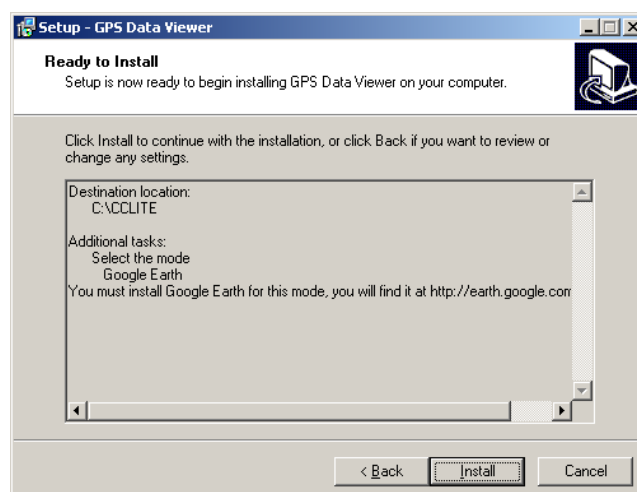 Setup - GPS Data Viewer
Ready to Install
Setup is now ready to begin installing GPS Data Viewer on your computer.
Click Install to continue with the installation, or click Back if you want to review or
change any settings.
Destination location:
C:\CCLITE
Additional tasks:
Select the mode
Google Earth
You must install Google Earth for this mode, you will find it at http://earth.google.com
< Back
Install
Cancel